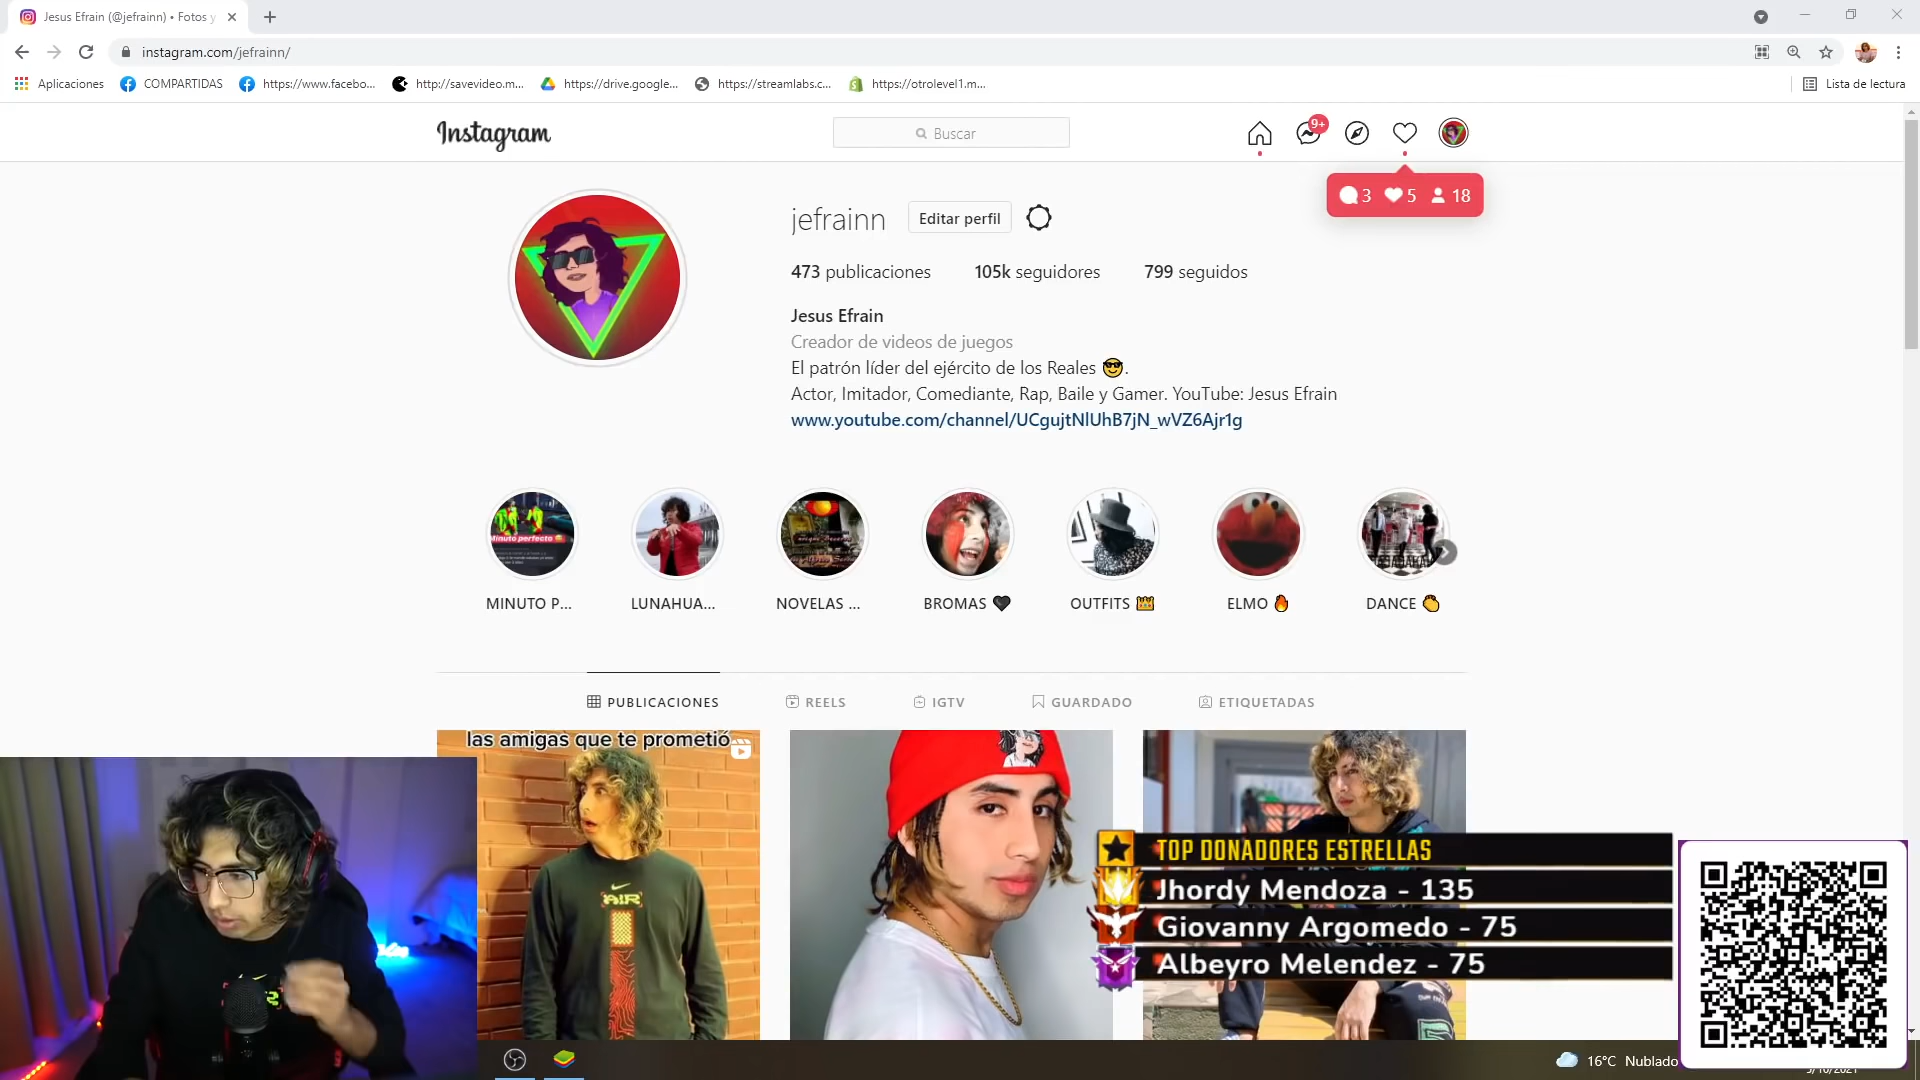 Jesus Efrain (@jefrainn) • Fotos y
instagram.com/jefrainn/
Aplicaciones
COMPARTIDAS
https://www.facebo...
http://savevideo.m...
https://drive.google...
https://streamlabs.c...
https://otrolevel1.m...
Lista de lectura
Instagram
Buscar
9+
3 5 18
jefrainn
Editar perfil
473 publicaciones
105k seguidores
799 seguidos
Jesus Efrain
Creador de videos de juegos
El patrón líder del ejército de los Reales 😎.
Actor, Imitador, Comediante, Rap, Baile y Gamer. YouTube: Jesus Efrain
www.youtube.com/channel/UCgujtNlUhB7jN_wVZ6Ajr1g
Minuto perfecto
MINUTO P...
LUNAHUA...
NOVELAS ...
BROMAS 🖤
OUTFITS 👑
ELMO 🔥
DANCE 👏
PUBLICACIONES
REELS
IGTV
GUARDADO
ETIQUETADAS
las amigas que te prometió
AIR
TOP DONADORES ESTRELLAS
Jhordy Mendoza - 135
Giovanny Argomedo - 75
Albeyro Melendez - 75
16°C Nublado